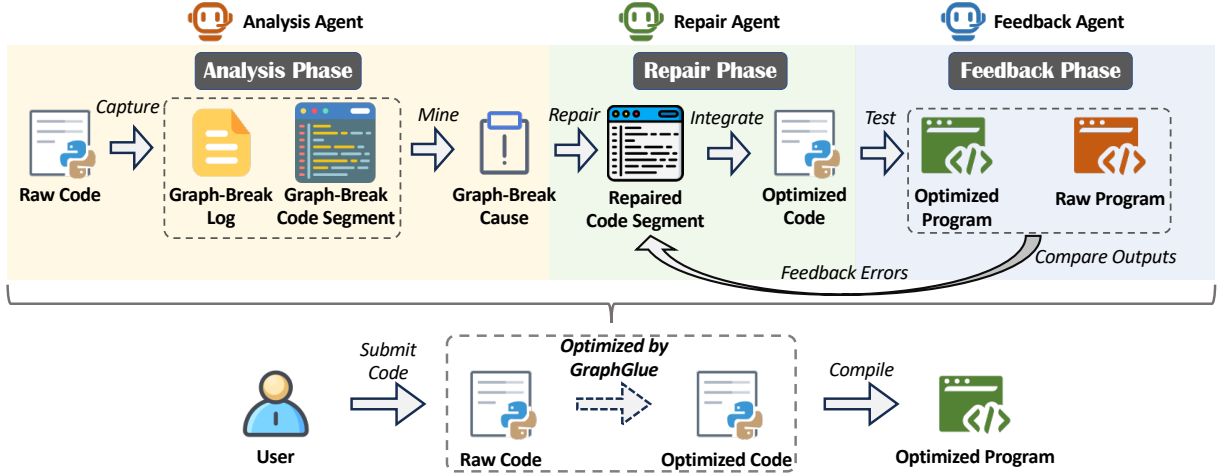 Analysis Agent
Repair Agent
Feedback Agent
Analysis Phase
Repair Phase
Feedback Phase
Capture
Mine
Repair
Integrate
Test
Raw Code
Graph-Break
Log
Graph-Break
Code Segment
Graph-Break
Cause
Repaired
Code Segment
Optimized
Code
Optimized
Program
Raw Program
Feedback Errors
Compare Outputs
Submit
Code
Optimized by
GraphGlue
Compile
User
Raw Code
Optimized Code
Optimized Program